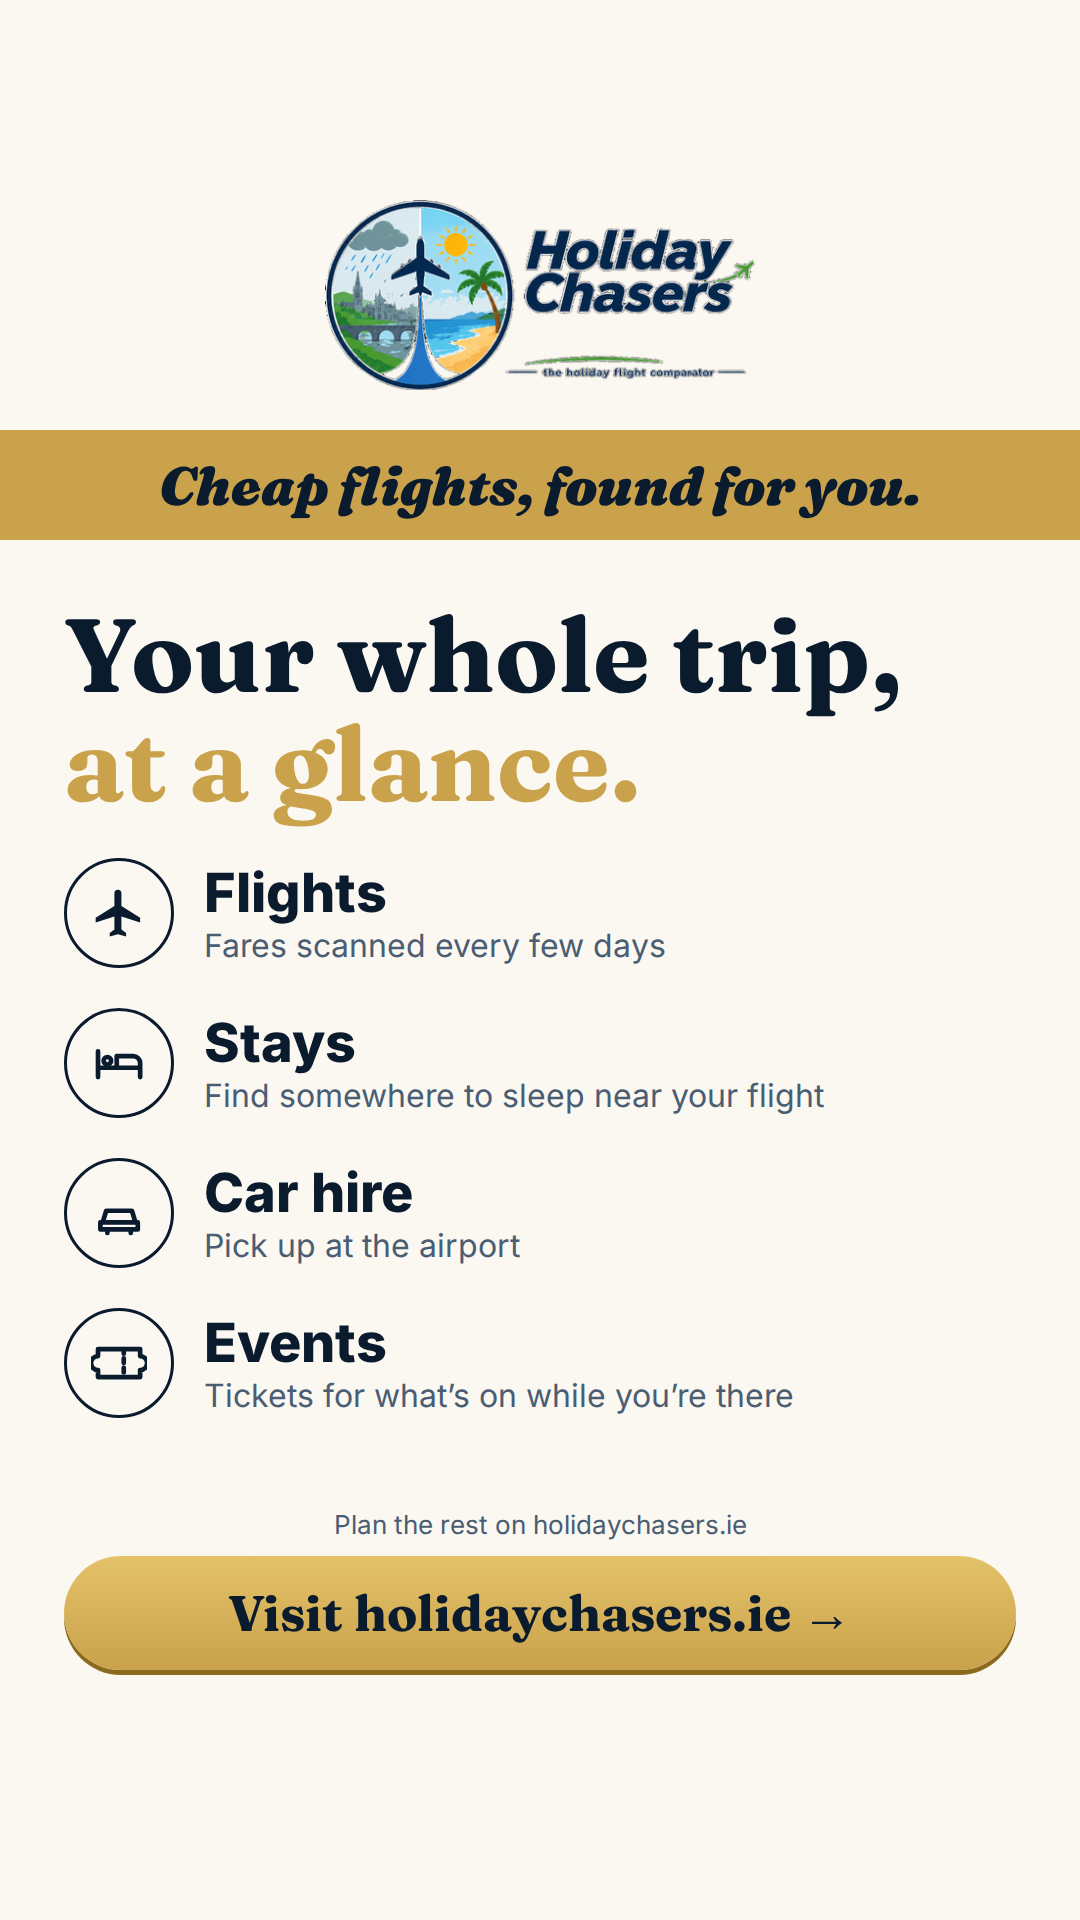 Holiday
Chasers
the holiday flight comparator
Cheap flights, found for you.
Your whole trip,
at a glance.
Flights
Fares scanned every few days
Stays
Find somewhere to sleep near your flight
Car hire
Pick up at the airport
Events
Tickets for what’s on while you’re there
Plan the rest on holidaychasers.ie
Visit holidaychasers.ie →